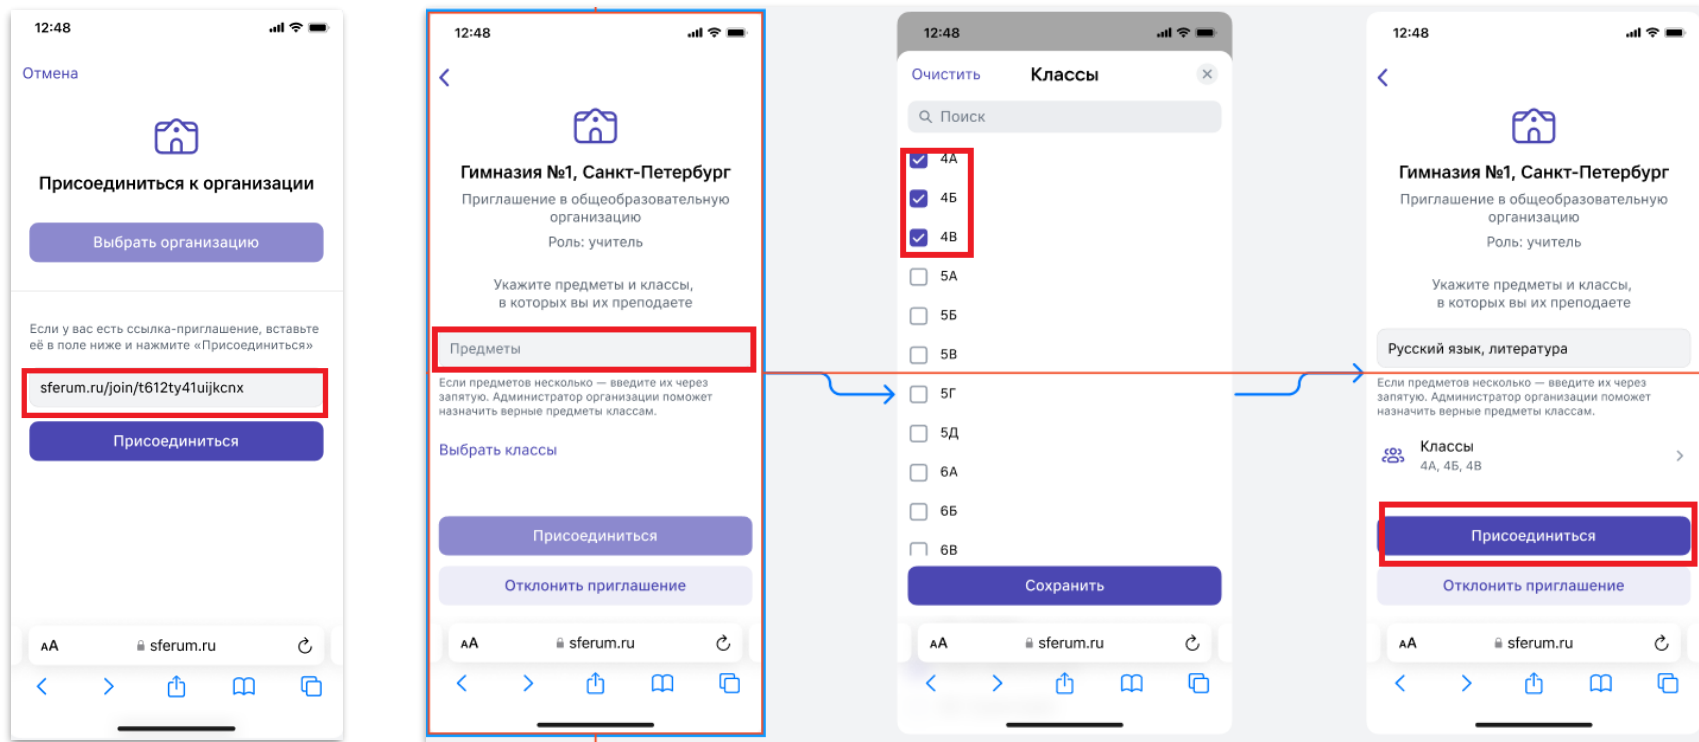 12:48
Отмена
Присоединиться к организации
Выбрать организацию
Если у вас есть ссылка-приглашение, вставьте
её в поле ниже и нажмите «Присоединиться»
sferum.ru/join/t612ty41uijkcnx
Присоединиться
AA
sferum.ru
12:48
Гимназия №1, Санкт-Петербург
Приглашение в общеобразовательную
организацию
Роль: учитель
Укажите предметы и классы,
в которых вы их преподаете
Предметы
Если предметов несколько — введите их через
запятую. Администратор организации поможет
назначить верные предметы классам.
Выбрать классы
Присоединиться
Отклонить приглашение
AA
sferum.ru
12:48
Очистить
Классы
Поиск
4А
4Б
4В
5А
5Б
5В
5Г
5Д
6А
6Б
6В
Сохранить
AA
sferum.ru
12:48
Гимназия №1, Санкт-Петербург
Приглашение в общеобразовательную
организацию
Роль: учитель
Укажите предметы и классы,
в которых вы их преподаете
Русский язык, литература
Если предметов несколько — введите их через
запятую. Администратор организации поможет
назначить верные предметы классам.
Классы
4А, 4Б, 4В
Присоединиться
Отклонить приглашение
AA
sferum.ru